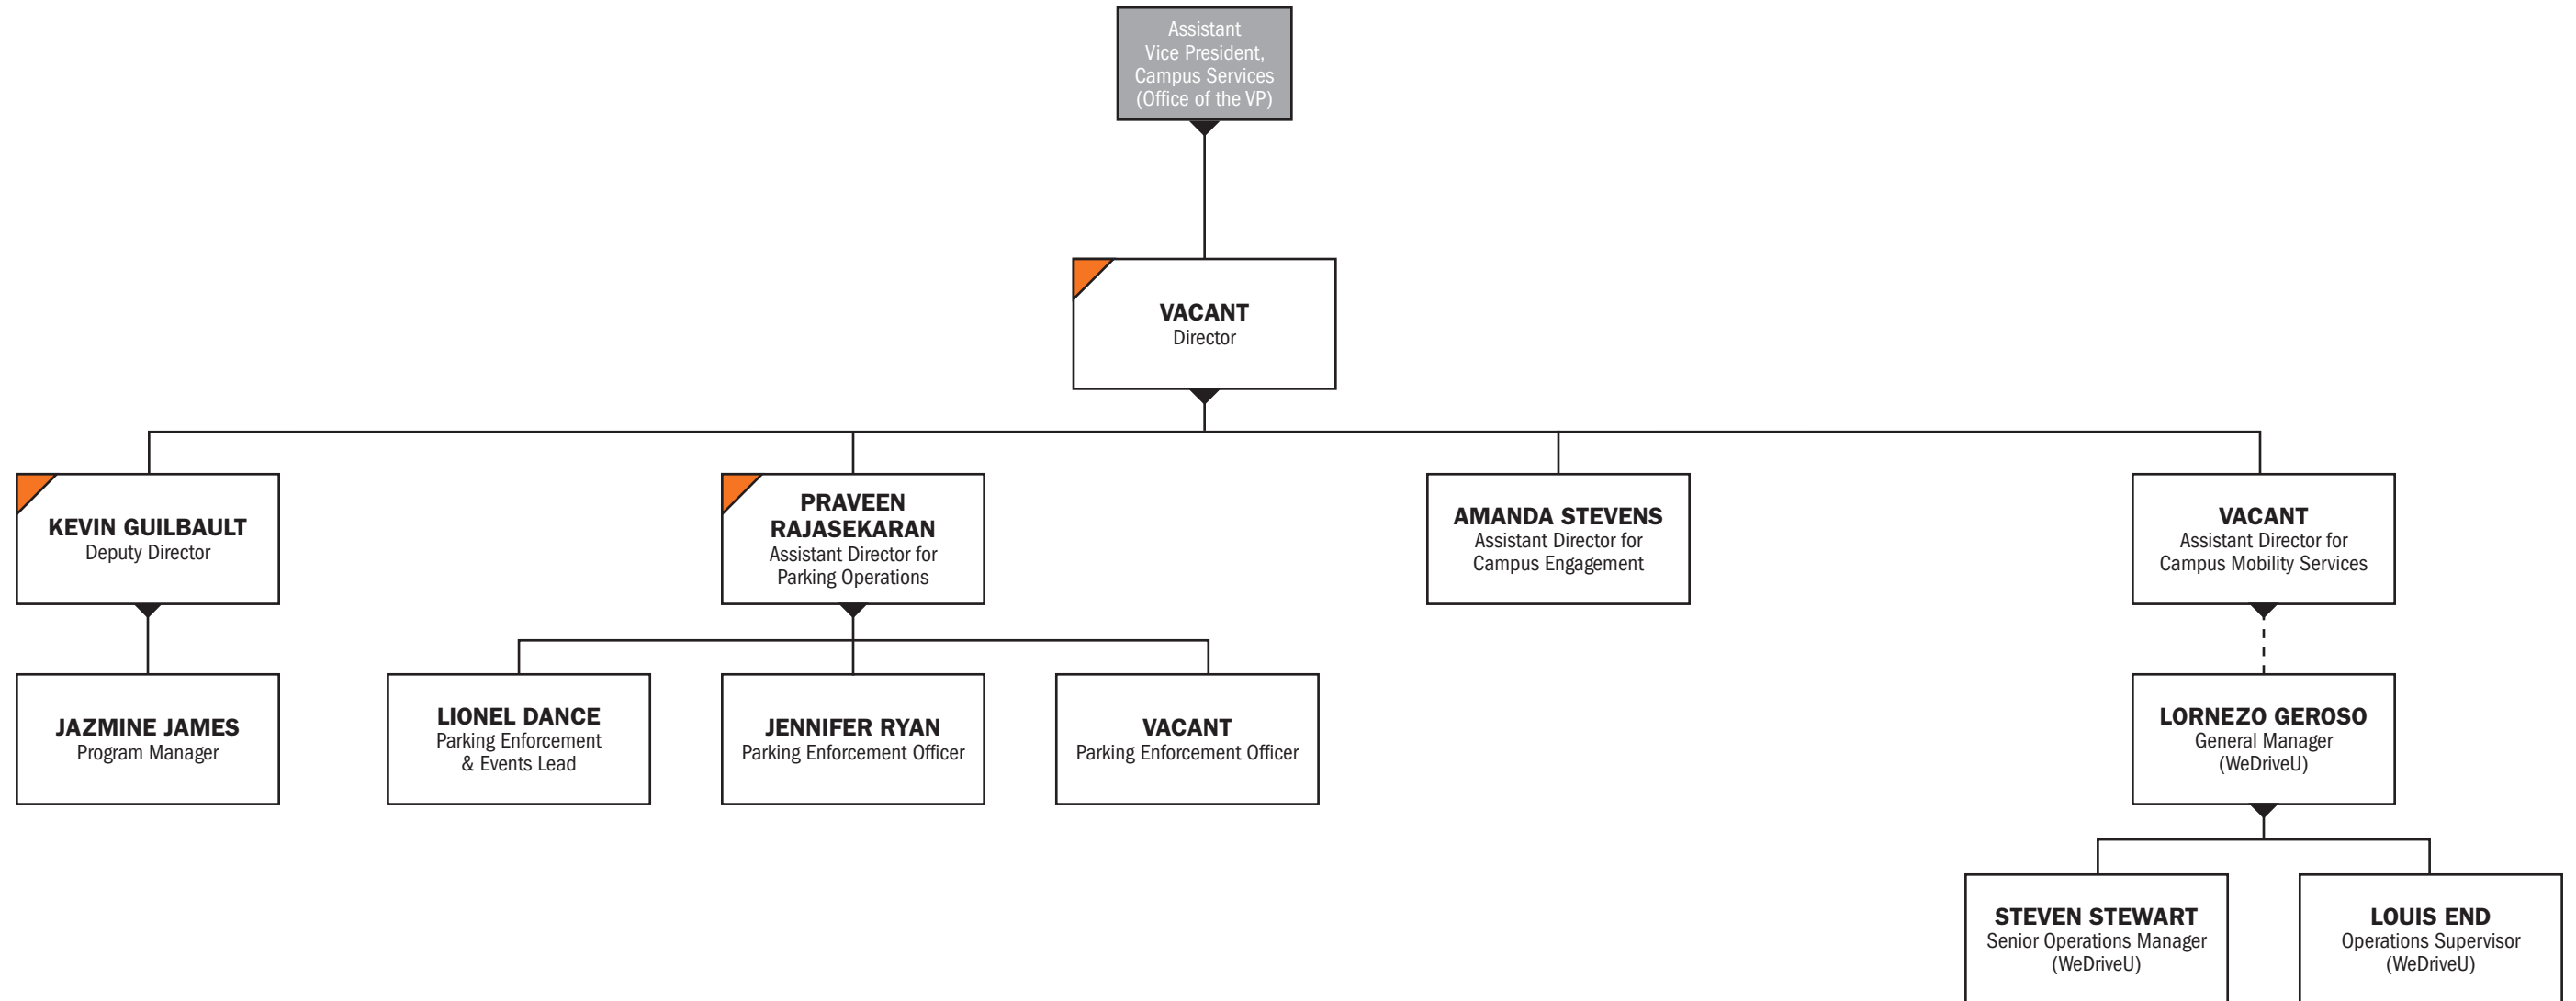 Assistant
Vice President,
Campus Services
(Office of the VP)
VACANT
Director
KEVIN GUILBAULT
Deputy Director
PRAVEEN
RAJASEKARAN
Assistant Director for
Parking Operations
AMANDA STEVENS
Assistant Director for
Campus Engagement
VACANT
Assistant Director for
Campus Mobility Services
JAZMINE JAMES
Program Manager
LIONEL DANCE
Parking Enforcement
& Events Lead
JENNIFER RYAN
Parking Enforcement Officer
VACANT
Parking Enforcement Officer
LORNEZO GEROSO
General Manager
(WeDriveU)
STEVEN STEWART
Senior Operations Manager
(WeDriveU)
LOUIS END
Operations Supervisor
(WeDriveU)